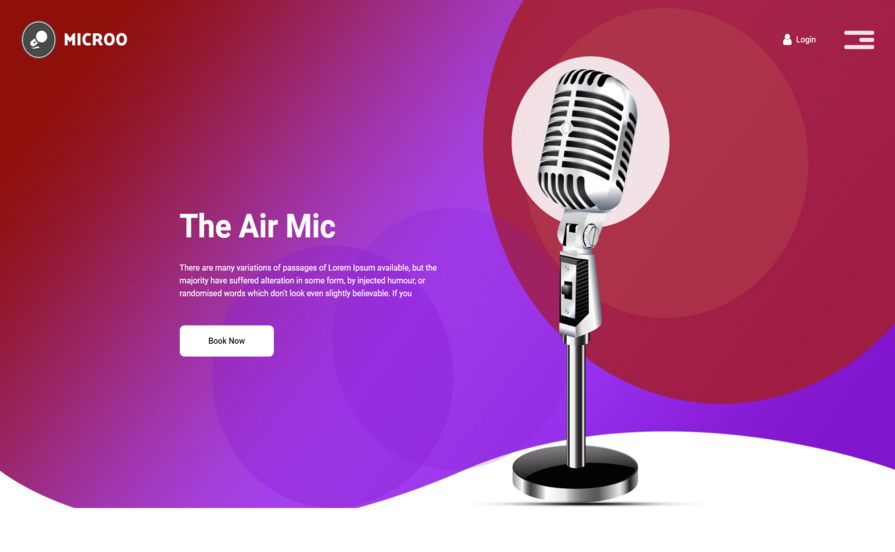 MICROO
Login
The Air Mic
There are many variations of passages of Lorem Ipsum available, but the
majority have suffered alteration in some form, by injected humour, or
randomised words which don't look even slightly believable. If you
Book Now